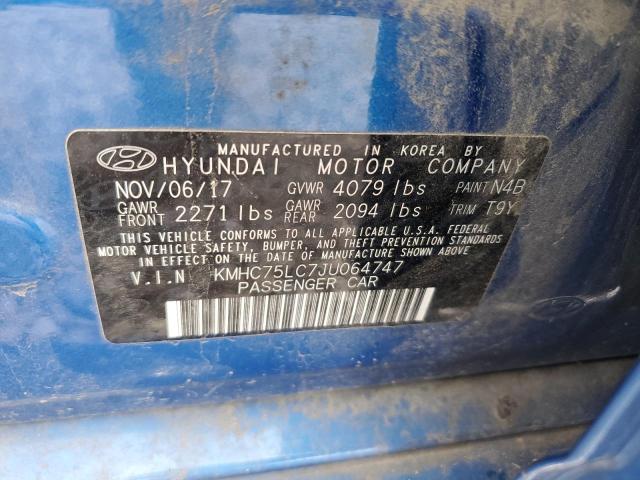 MANUFACTURED IN KOREA BY
HYUNDAI MOTOR COMPANY
NOV/06/17 GVWR 4079 lbs PAINT N4B
GAWR FRONT 2271 lbs GAWR REAR 2094 lbs TRIM T9Y
THIS VEHICLE CONFORMS TO ALL APPLICABLE U.S.A. FEDERAL
MOTOR VEHICLE SAFETY, BUMPER, AND THEFT PREVENTION STANDARDS
IN EFFECT ON THE DATE OF MANUFACTURE SHOWN ABOVE.
V.I.N KMHC75LC7JU064747
PASSENGER CAR